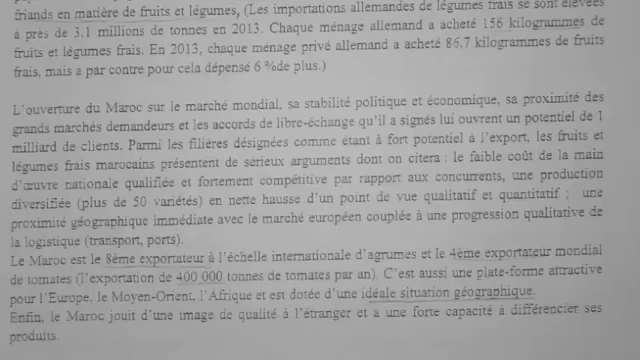 friands en matière de fruits et légumes, (Les importations allemandes de légumes frais se sont élevées
à près de 3,1 millions de tonnes en 2013. Chaque ménage allemand a acheté 156 kilogrammes de
fruits et légumes frais. En 2013, chaque ménage privé allemand a acheté 86,7 kilogrammes de fruits
frais, mais a par contre pour cela dépensé 6 %de plus.)
L'ouverture du Maroc sur le marché mondial, sa stabilité politique et économique, sa proximité des
grands marchés demandeurs et les accords de libre-échange qu'il a signés lui ouvrent un potentiel de 1
milliard de clients. Parmi les filières désignées comme étant à fort potentiel à l'export, les fruits et
légumes frais marocains présentent de sérieux arguments dont on citera : le faible coût de la main
d'œuvre nationale qualifiée et fortement compétitive par rapport aux concurrents, une production
diversifiée (plus de 50 variétés) en nette hausse d'un point de vue qualitatif et quantitatif ; une
proximité géographique immédiate avec le marché européen couplée à une progression qualitative de
la logistique (transport, ports).
Le Maroc est le 8ème exportateur à l'échelle internationale d'agrumes et le 4ème exportateur mondial
de tomates (l'exportation de 400 000 tonnes de tomates par an). C'est aussi une plate-forme attractive
pour l'Europe, le Moyen-Orient, l'Afrique et est dotée d'une idéale situation géographique.
Enfin, le Maroc jouit d'une image de qualité à l'étranger et a une forte capacité à différencier ses
produits.